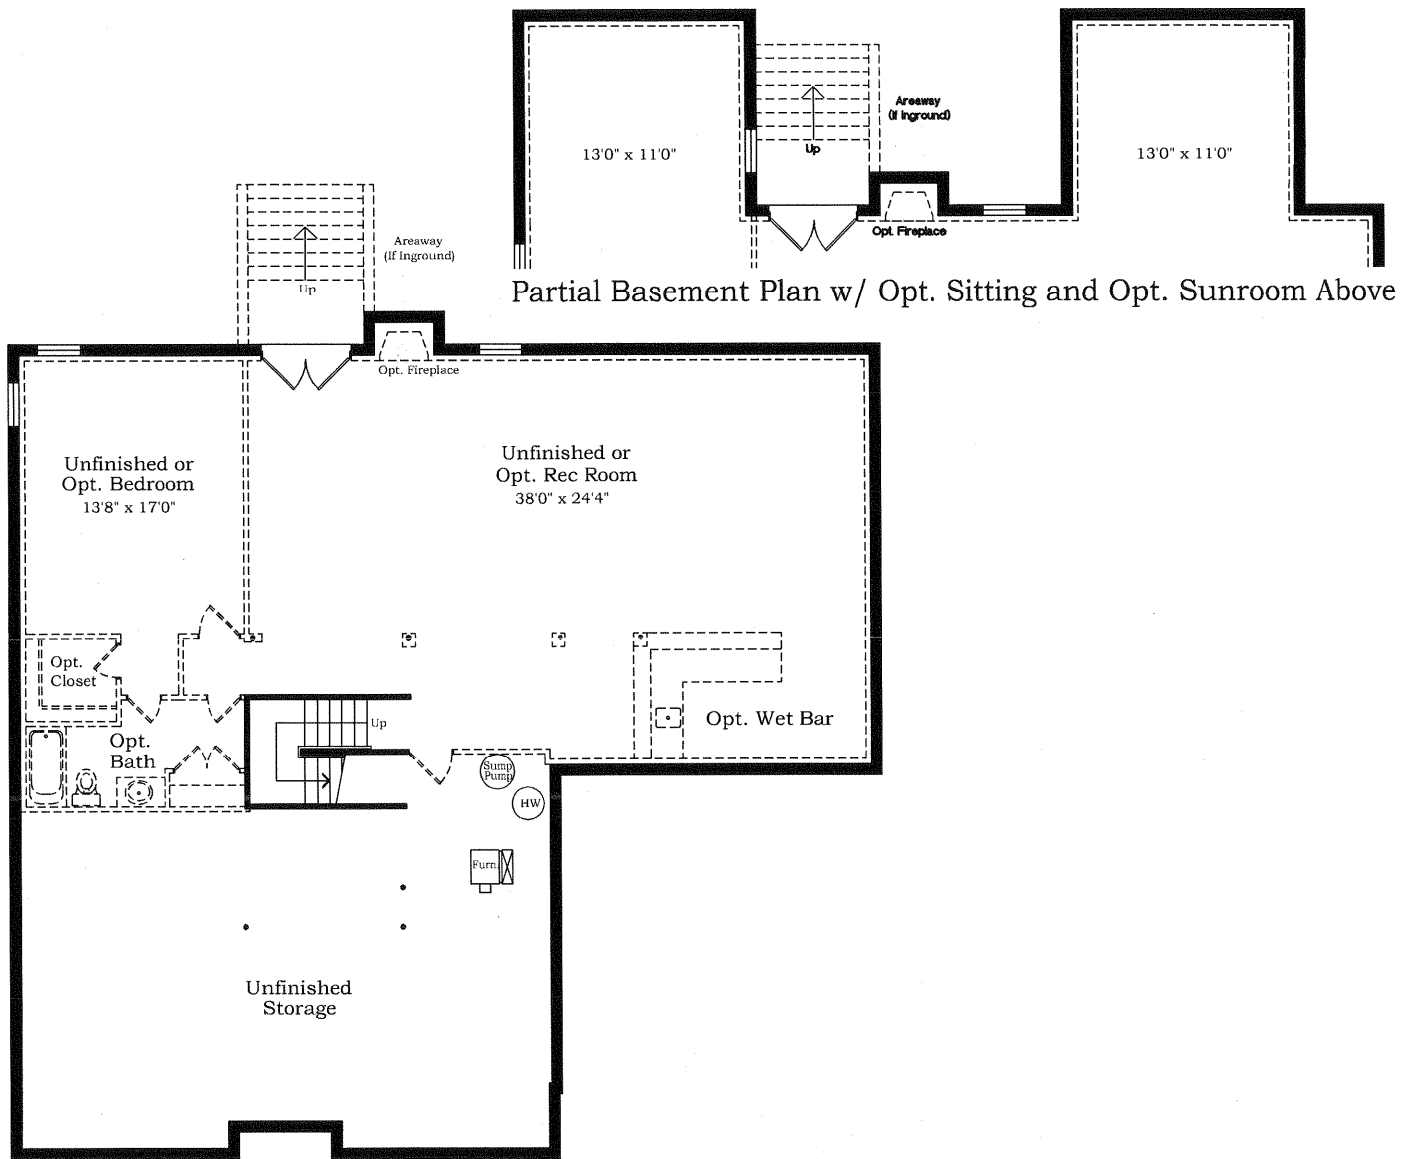 Areaway
(If Inground)
Up
13'0" x 11'0"
13'0" x 11'0"
Opt. Fireplace
Partial Basement Plan w/ Opt. Sitting and Opt. Sunroom Above
Areaway
(If Inground)
Up
Opt. Fireplace
Unfinished or
Opt. Bedroom
13'8" x 17'0"
Unfinished or
Opt. Rec Room
38'0" x 24'4"
Opt.
Closet
Up
Opt. Wet Bar
Opt.
Bath
Sump
Pump
HW
Furn.
Unfinished
Storage